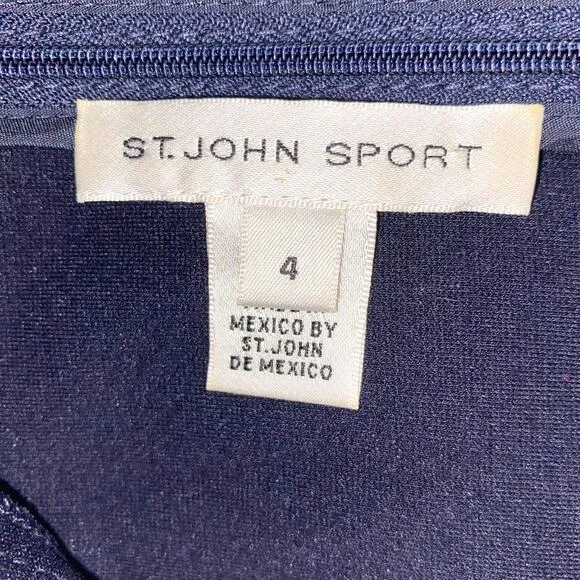 ST. JOHN SPORT
4
MEXICO BY
ST. JOHN
DE MEXICO